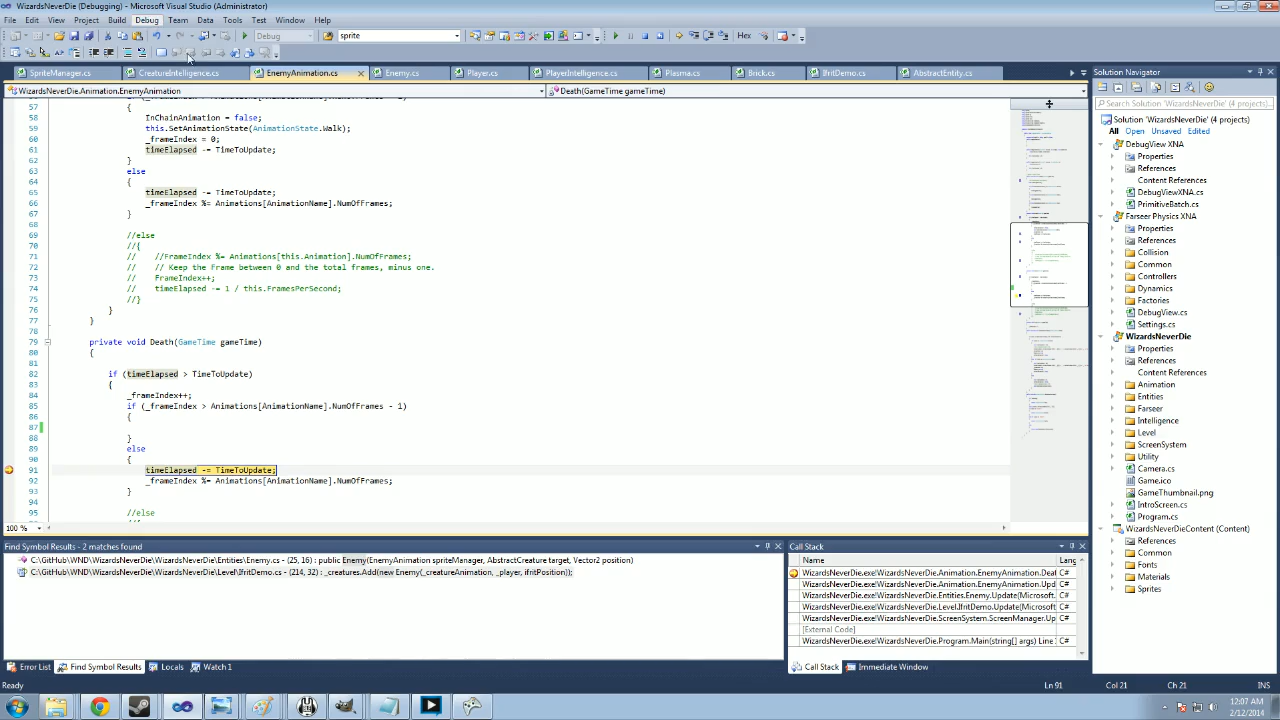 WizardsNeverDie (Debugging) - Microsoft Visual Studio (Administrator)
File Edit View Project Build Debug Team Data Tools Test Window Help
Debug sprite Hex
SpriteManager.cs CreatureIntelligence.cs EnemyAnimation.cs Enemy.cs Player.cs PlayerIntelligence.cs Plasma.cs Brick.cs IfritDemo.cs AbstractEntity.cs
WizardsNeverDie.Animation.EnemyAnimation Death(GameTime gameTime)
57 {
58 InChainAnimation = false;
59 this.SetAnimationState(AnimationState.Walk);
60 _frameIndex = 0;
61 timeElapsed -= TimeToUpdate;
62 }
63 else
64 {
65 timeElapsed -= TimeToUpdate;
66 _frameIndex %= Animations[AnimationName].NumOfFrames;
67 }
68
69 //else
70 //{
71 // FrameIndex %= Animations[this.Animation].NumOfFrames;
72 // // Keep the Frame between 0 and the total frames, minus one.
73 // FrameIndex++;
74 // timeElapsed -= 1 / this.FramesPerSecond;
75 //}
76 }
77 }
78
79 private void Death(GameTime gameTime)
80 {
81
82 if (timeElapsed > TimeToUpdate)
83 {
84 _frameIndex++;
85 if (_frameIndex > Animations[AnimationName].NumOfFrames - 1)
86 {
87
88 }
89 else
90 {
91 timeElapsed -= TimeToUpdate;
92 _frameIndex %= Animations[AnimationName].NumOfFrames;
93 }
94
95 //else
100 %
Find Symbol Results - 2 matches found
C:\GitHub\WND\WizardsNeverDie\WizardsNeverDie\Entities\Enemy.cs - (25, 16) : public Enemy(EnemyAnimation spriteManager, AbstractCreature target, Vector2 position)
C:\GitHub\WND\WizardsNeverDie\WizardsNeverDie\Level\IfritDemo.cs - (214, 32) : _creatures.Add(new Enemy(_creatureAnimation, _player, ifritPosition));
Error List Find Symbol Results Locals Watch 1
Call Stack
Name Lang
WizardsNeverDie.exe!WizardsNeverDie.Animation.EnemyAnimation.Deat C#
WizardsNeverDie.exe!WizardsNeverDie.Animation.EnemyAnimation.Upd C#
WizardsNeverDie.exe!WizardsNeverDie.Entities.Enemy.Update(Microsoft. C#
WizardsNeverDie.exe!WizardsNeverDie.Level.IfritDemo.Update(Microsoft C#
WizardsNeverDie.exe!WizardsNeverDie.ScreenSystem.ScreenManager.Up C#
[External Code]
WizardsNeverDie.exe!WizardsNeverDie.Program.Main(string[] args) Line C#
Call Stack Immediate Window
Solution Navigator
Search Solution 'WizardsNeverDie' (4 projects)
Solution 'WizardsNeverDie' (4 projects)
All Open Unsaved Edited
DebugView XNA
Properties
References
Content References
DebugViewXNA.cs
PrimitiveBatch.cs
Farseer Physics XNA
Properties
References
Collision
Common
Controllers
Dynamics
Factories
DebugView.cs
Settings.cs
WizardsNeverDie
Properties
References
Content References
Animation
Entities
Farseer
Intelligence
Level
ScreenSystem
Utility
Camera.cs
Game.ico
GameThumbnail.png
IntroScreen.cs
Program.cs
WizardsNeverDieContent (Content)
References
Common
Fonts
Materials
Sprites
Ready Ln 91 Col 21 Ch 21 INS
12:07 AM
2/12/2014